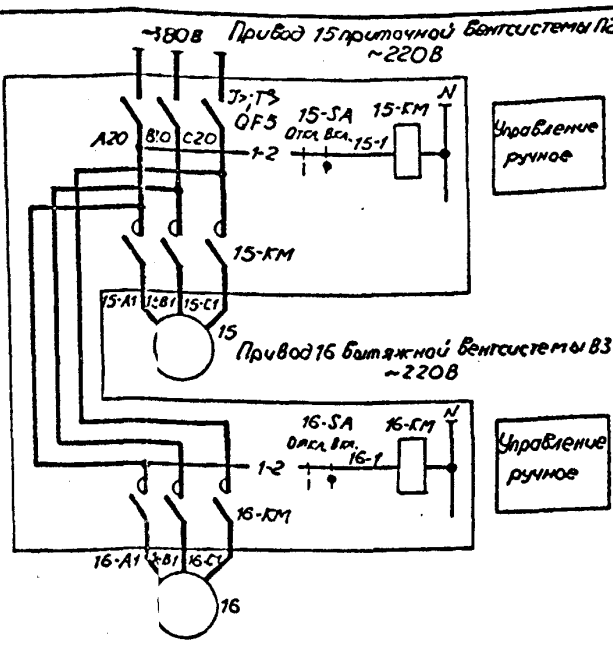 ~380В Привод 15 приточной вентсистемы П2
~220В
N
I> T°>
QF5
15-SA 15-КМ
Откл. Вкл.
А20 В20 С20
1-2
15-1
Управление
ручное
15-КМ
15-А1 15-В1 15-С1
15
Привод 16 вытяжной вентсистемы В3
~220В
N
16-SA 16-КМ
Откл. Вкл.
1-2
16-1
Управление
ручное
16-КМ
16-А1 16-С1
16